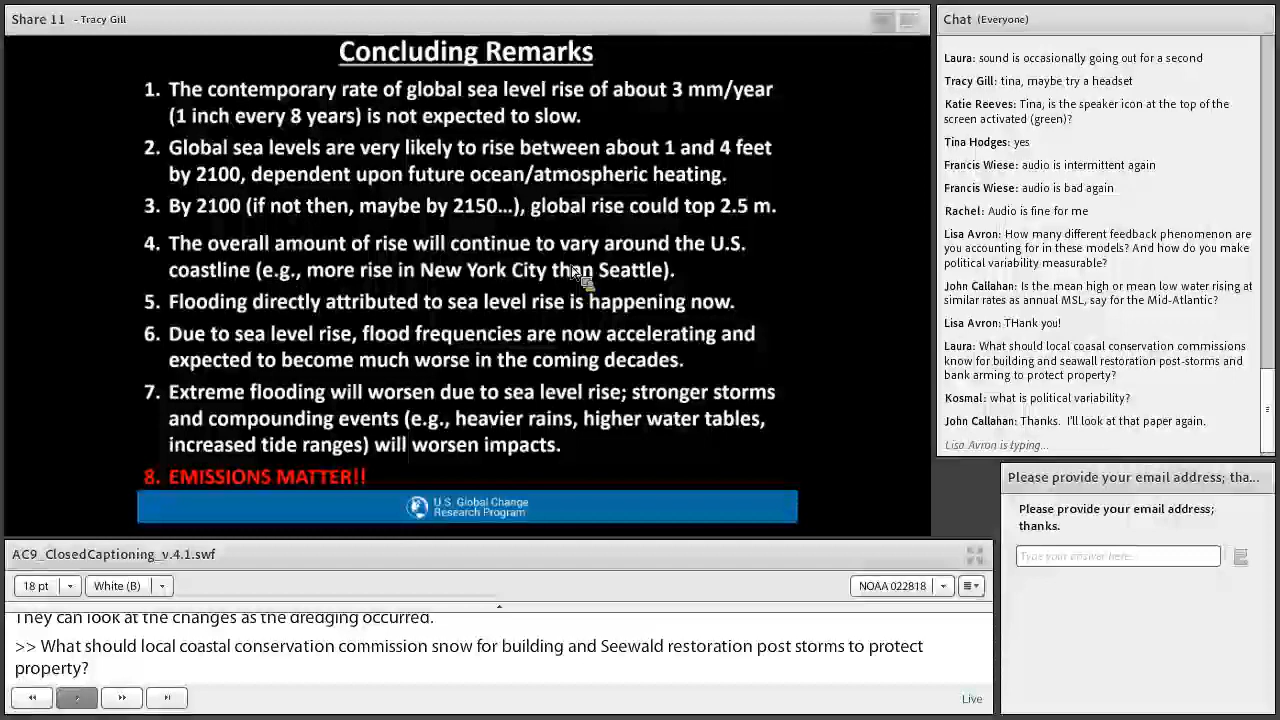 Share 11 - Tracy Gill
Concluding Remarks
1. The contemporary rate of global sea level rise of about 3 mm/year
(1 inch every 8 years) is not expected to slow.
2. Global sea levels are very likely to rise between about 1 and 4 feet
by 2100, dependent upon future ocean/atmospheric heating.
3. By 2100 (if not then, maybe by 2150...), global rise could top 2.5 m.
4. The overall amount of rise will continue to vary around the U.S.
coastline (e.g., more rise in New York City than Seattle).
5. Flooding directly attributed to sea level rise is happening now.
6. Due to sea level rise, flood frequencies are now accelerating and
expected to become much worse in the coming decades.
7. Extreme flooding will worsen due to sea level rise; stronger storms
and compounding events (e.g., heavier rains, higher water tables,
increased tide ranges) will worsen impacts.
8. EMISSIONS MATTER!!
U.S. Global Change
Research Program
Chat (Everyone)
Laura: sound is occasionally going out for a second
Tracy Gill: tina, maybe try a headset
Katie Reeves: Tina, is the speaker icon at the top of the
screen activated (green)?
Tina Hodges: yes
Francis Wiese: audio is intermittent again
Francis Wiese: audio is bad again
Rachel: Audio is fine for me
Lisa Avron: How many different feedback phenomenon are
you accounting for in these models? And how do you make
political variability measurable?
John Callahan: Is the mean high or mean low water rising at
similar rates as annual MSL, say for the Mid-Atlantic?
Lisa Avron: THank you!
Laura: What should local coasal conservation commissions
know for building and seawall restoration post-storms and
bank arming to protect property?
Kosmal: what is political variability?
John Callahan: Thanks. I'll look at that paper again.
Lisa Avron is typing...
Please provide your email address; tha...
Please provide your email address;
thanks.
Type your answer here.
AC9_ClosedCaptioning_v.4.1.swf
18 pt
White (B)
NOAA 022818
They can look at the changes as the dredging occurred.
>> What should local coastal conservation commission snow for building and Seewald restoration post storms to protect
property?
Live